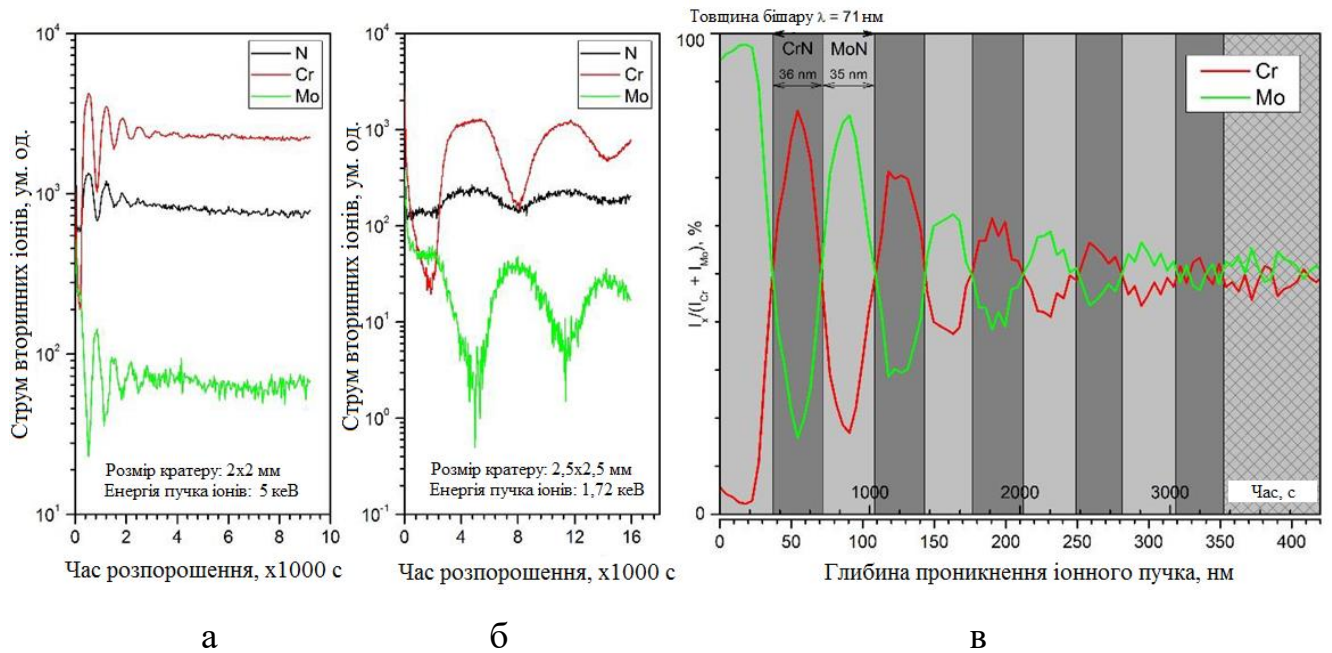 10⁴
10³
10²
10¹
Струм вторинних іонів, ум. од.
N
Cr
Mo
Розмір кратеру: 2x2 мм
Енергія пучка іонів: 5 кеВ
0 2 4 6 8 10
Час розпорошення, x1000 с
а
10⁴
10³
10²
10¹
10⁰
10⁻¹
Струм вторинних іонів, ум. од.
N
Cr
Mo
Розмір кратеру: 2,5x2,5 мм
Енергія пучка іонів: 1,72 кеВ
0 4 8 12 16
Час розпорошення, x1000 с
б
Товщина бішару λ = 71 нм
100
0
Iₓ/(I_Cr + I_Mo), %
CrN MoN
36 nm 35 nm
Cr
Mo
1000 2000 3000 Час, с
0 50 100 150 200 250 300 350 400
Глибина проникнення іонного пучка, нм
в